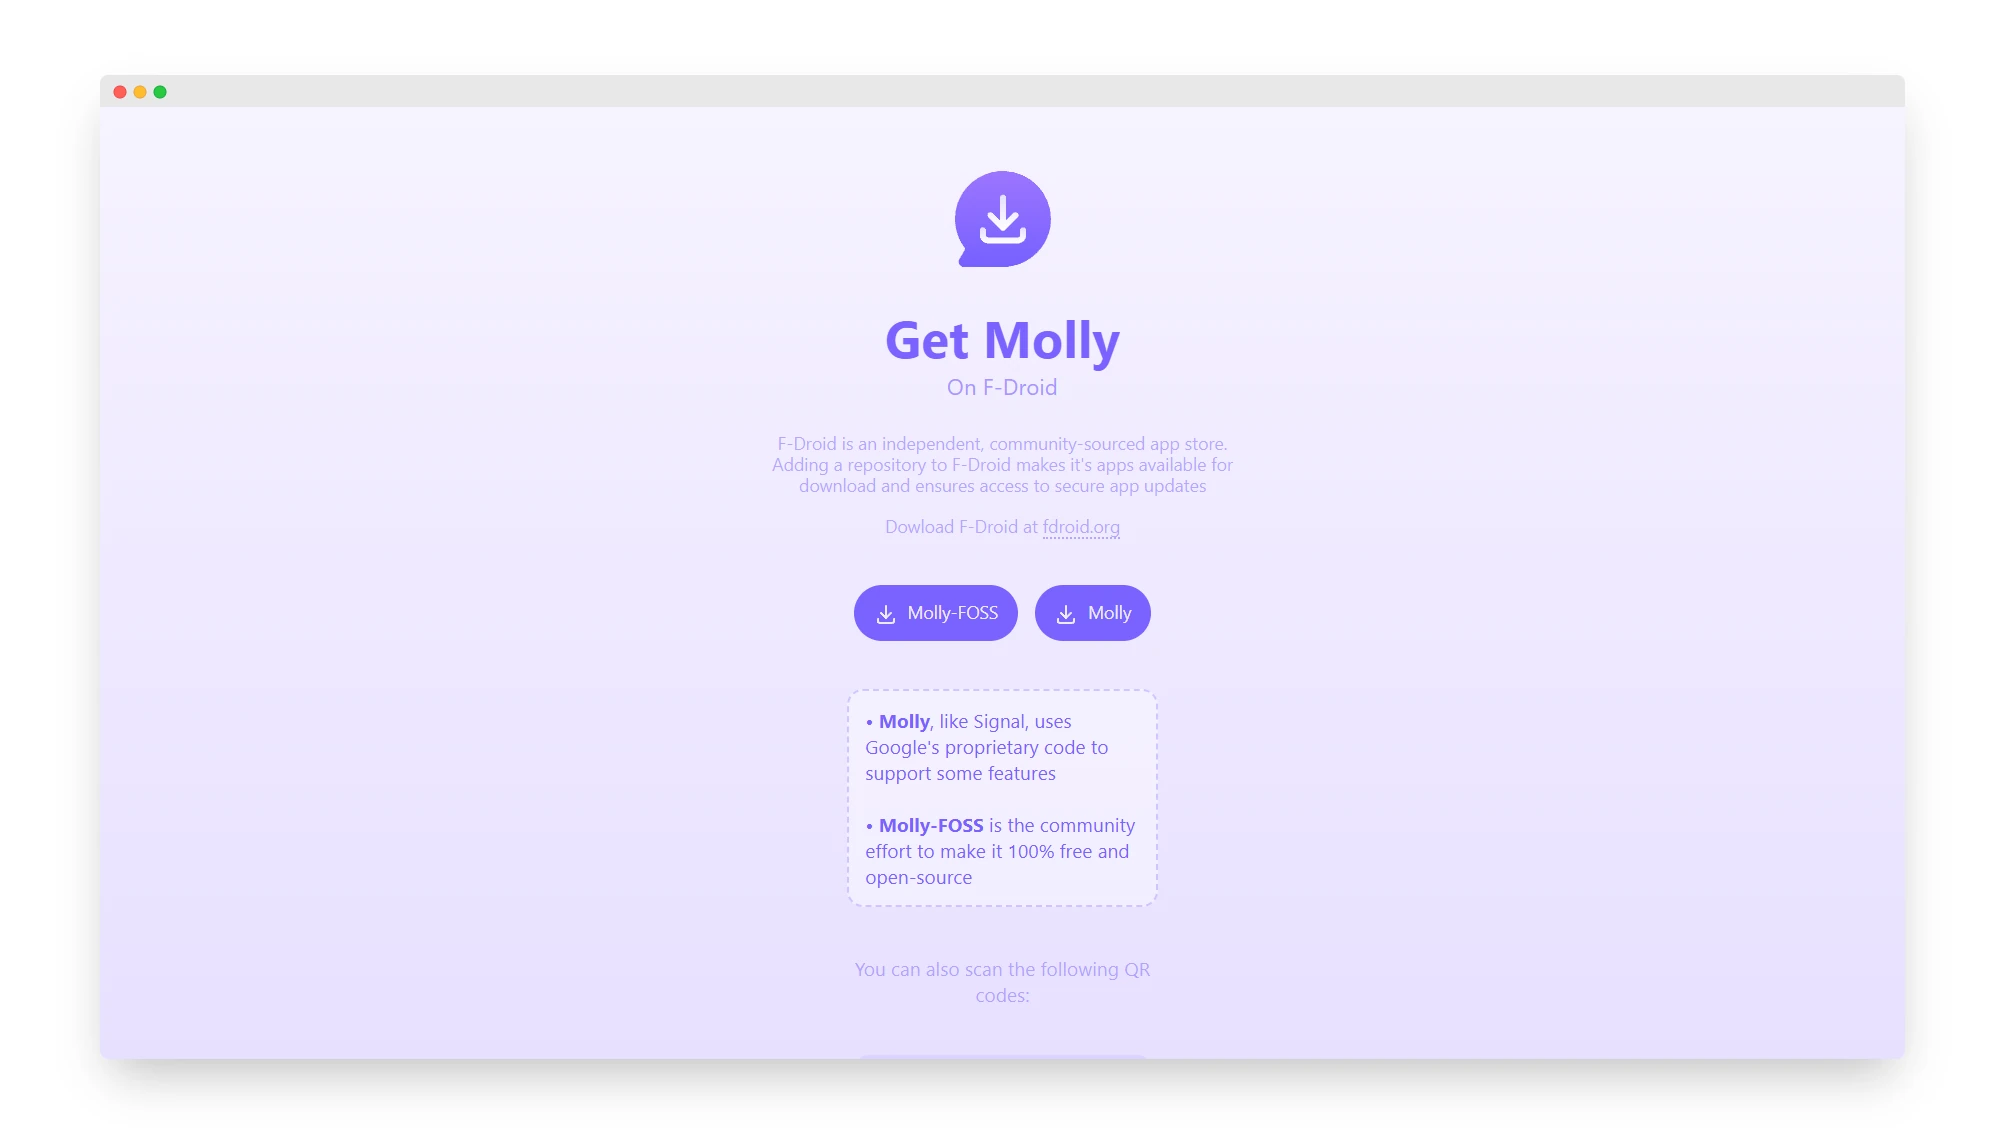 Get Molly
On F-Droid
F-Droid is an independent, community-sourced app store.
Adding a repository to F-Droid makes it's apps available for
download and ensures access to secure app updates
Dowload F-Droid at fdroid.org
Molly-FOSS
Molly
• Molly, like Signal, uses
Google's proprietary code to
support some features
• Molly-FOSS is the community
effort to make it 100% free and
open-source
You can also scan the following QR
codes: